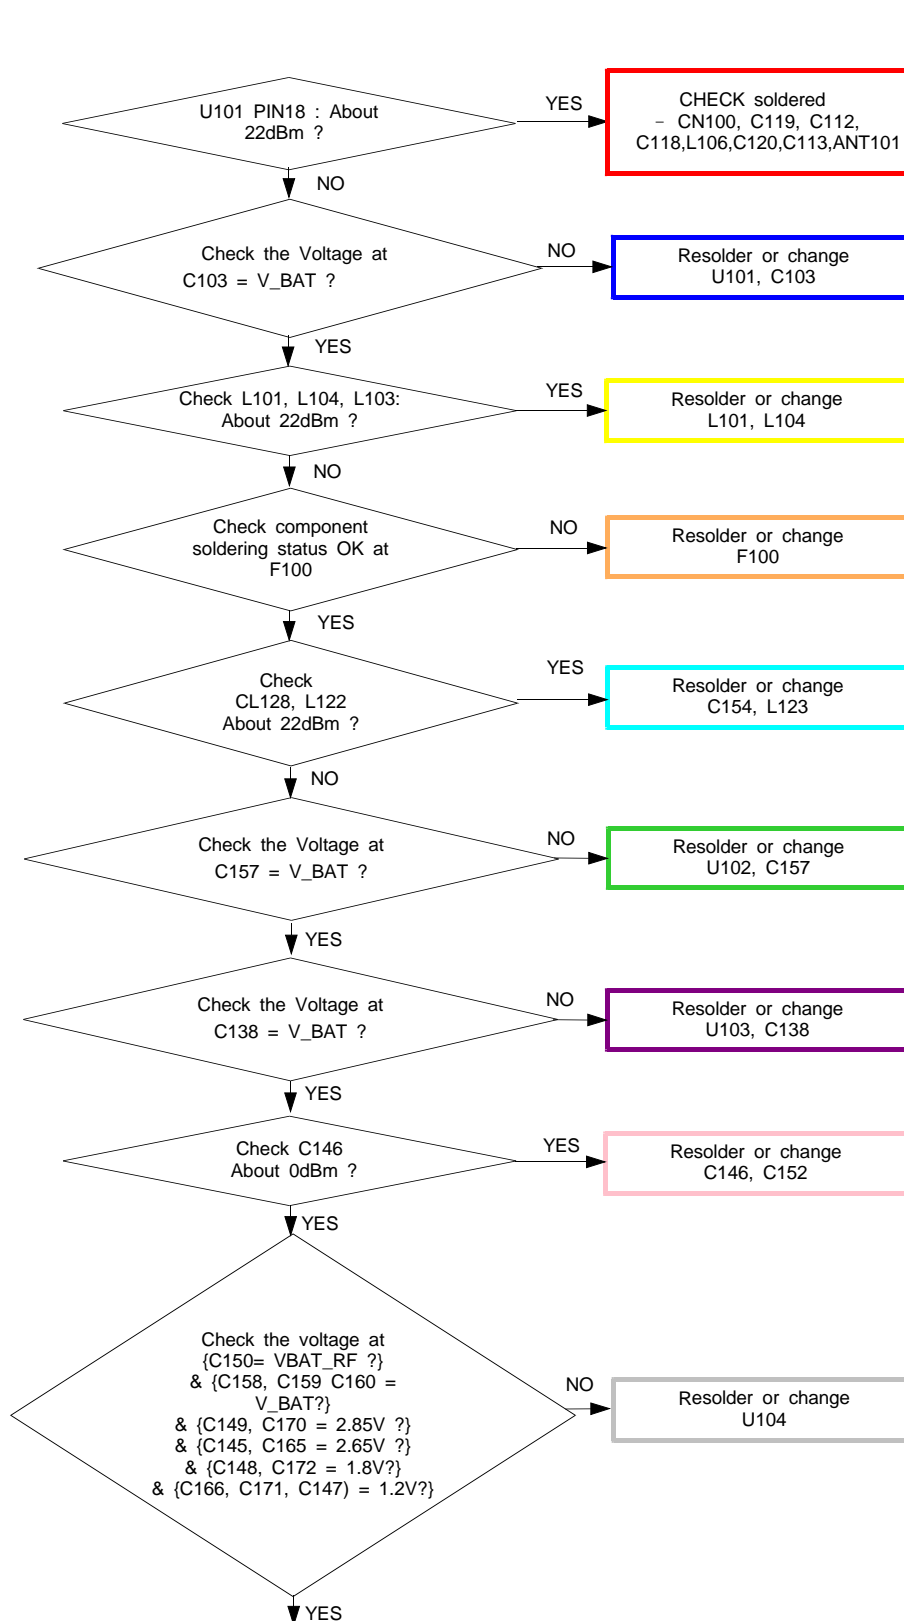 U101 PIN18 : About
22dBm ?
YES
CHECK soldered
– CN100, C119, C112,
C118,L106,C120,C113,ANT101
NO
Check the Voltage at
C103 = V_BAT ?
NO
Resolder or change
U101, C103
YES
Check L101, L104, L103:
About 22dBm ?
YES
Resolder or change
L101, L104
NO
Check component
soldering status OK at
F100
NO
Resolder or change
F100
YES
Check
CL128, L122
About 22dBm ?
YES
Resolder or change
C154, L123
NO
Check the Voltage at
C157 = V_BAT ?
NO
Resolder or change
U102, C157
YES
Check the Voltage at
C138 = V_BAT ?
NO
Resolder or change
U103, C138
YES
Check C146
About 0dBm ?
YES
Resolder or change
C146, C152
YES
Check the voltage at
{C150= VBAT_RF ?}
& {C158, C159 C160 =
V_BAT?}
& {C149, C170 = 2.85V ?}
& {C145, C165 = 2.65V ?}
& {C148, C172 = 1.8V?}
& {C166, C171, C147) = 1.2V?}
NO
Resolder or change
U104
YES